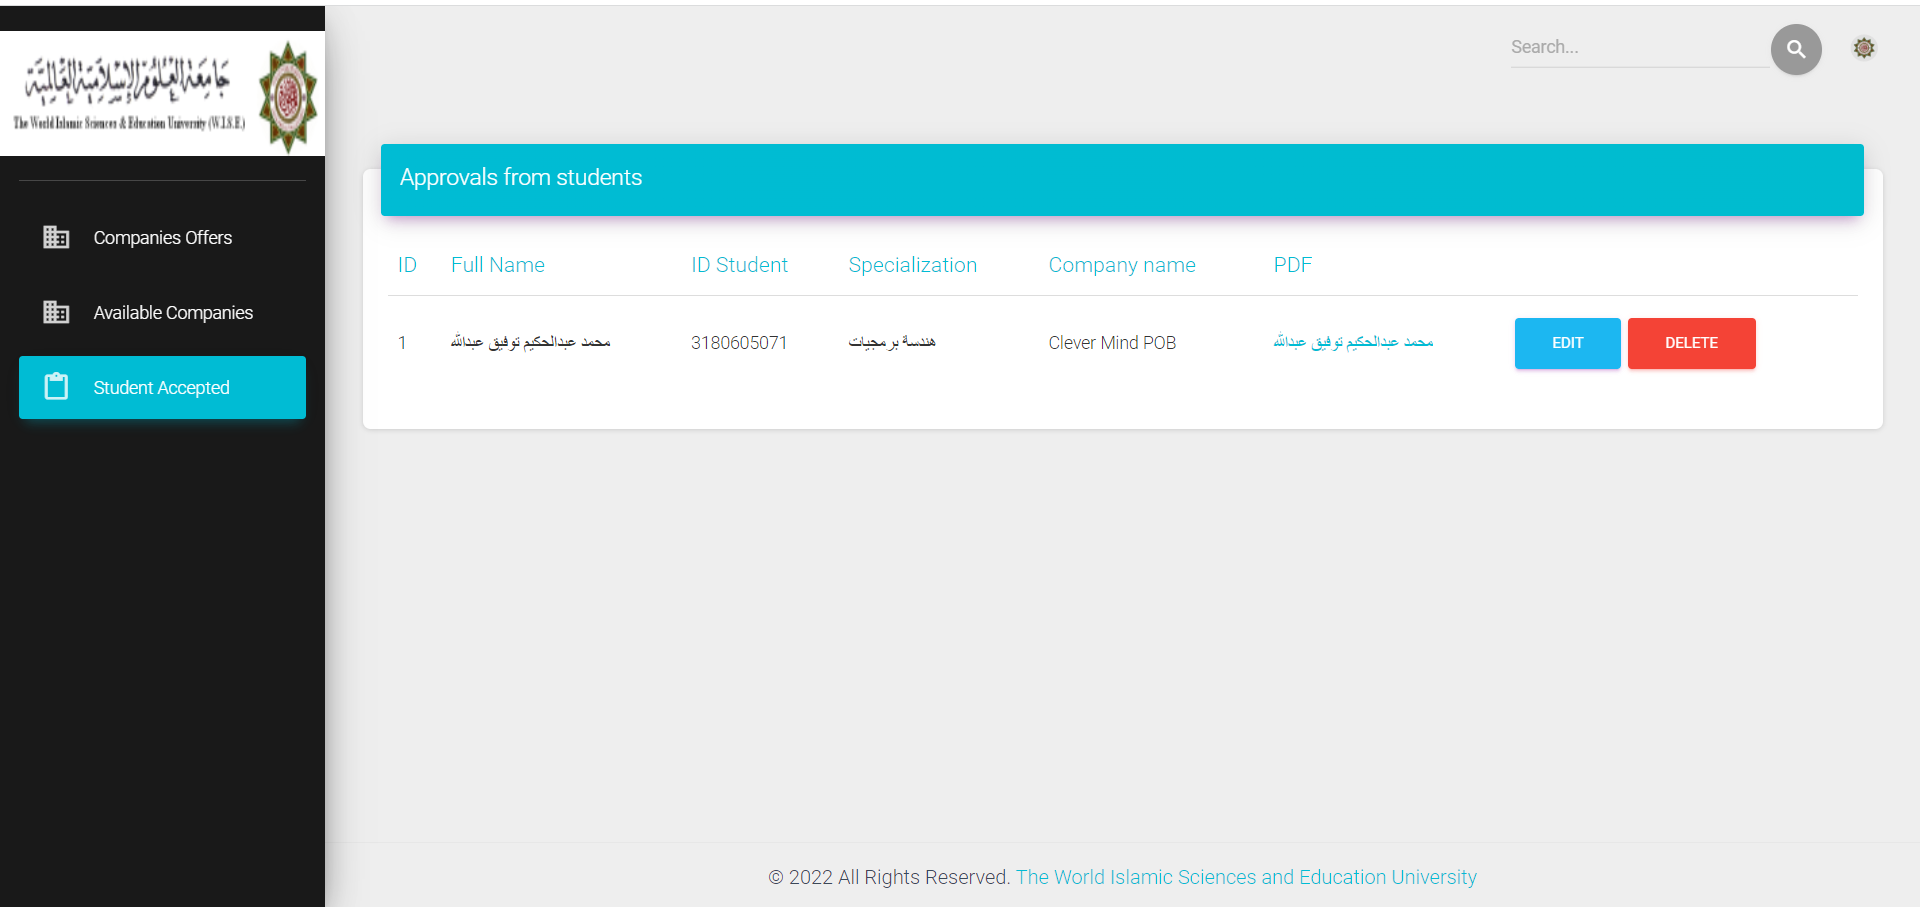 جامعة العلوم الإسلامية العالمية
The World Islamic Sciences & Education University (W.I.S.E.)
Search...
Companies Offers
Available Companies
Student Accepted
Approvals from students
ID Full Name ID Student Specialization Company name PDF
1 محمد عبدالحكيم توفيق عبدالله 3180605071 هندسة برمجيات Clever Mind POB محمد عبدالحكيم توفيق عبدالله EDIT DELETE
© 2022 All Rights Reserved. The World Islamic Sciences and Education University